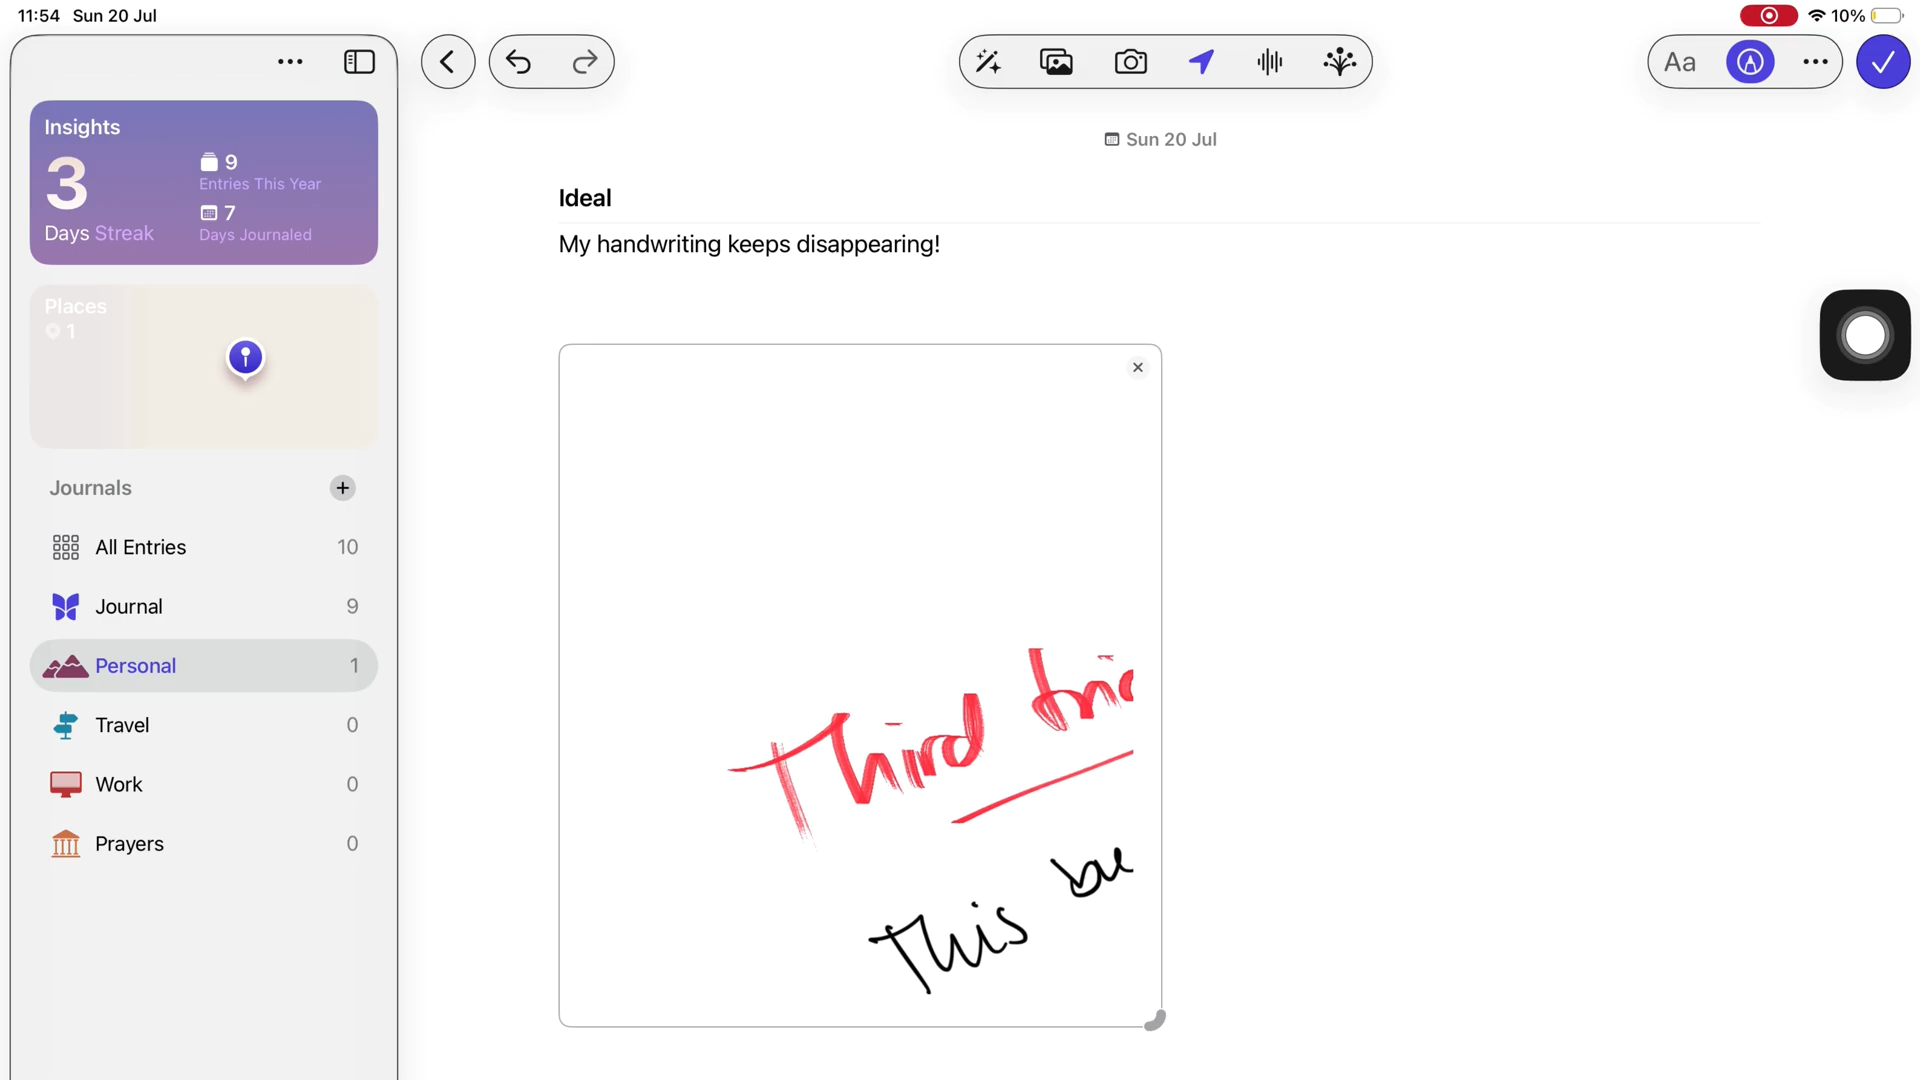 11:54 Sun 20 Jul
10%
Insights
3
Days Streak
9
Entries This Year
7
Days Journaled
Places
1
Journals
All Entries 10
Journal 9
Personal 1
Travel 0
Work 0
Prayers 0
Aa
Sun 20 Jul
Ideal
My handwriting keeps disappearing!
Third
This